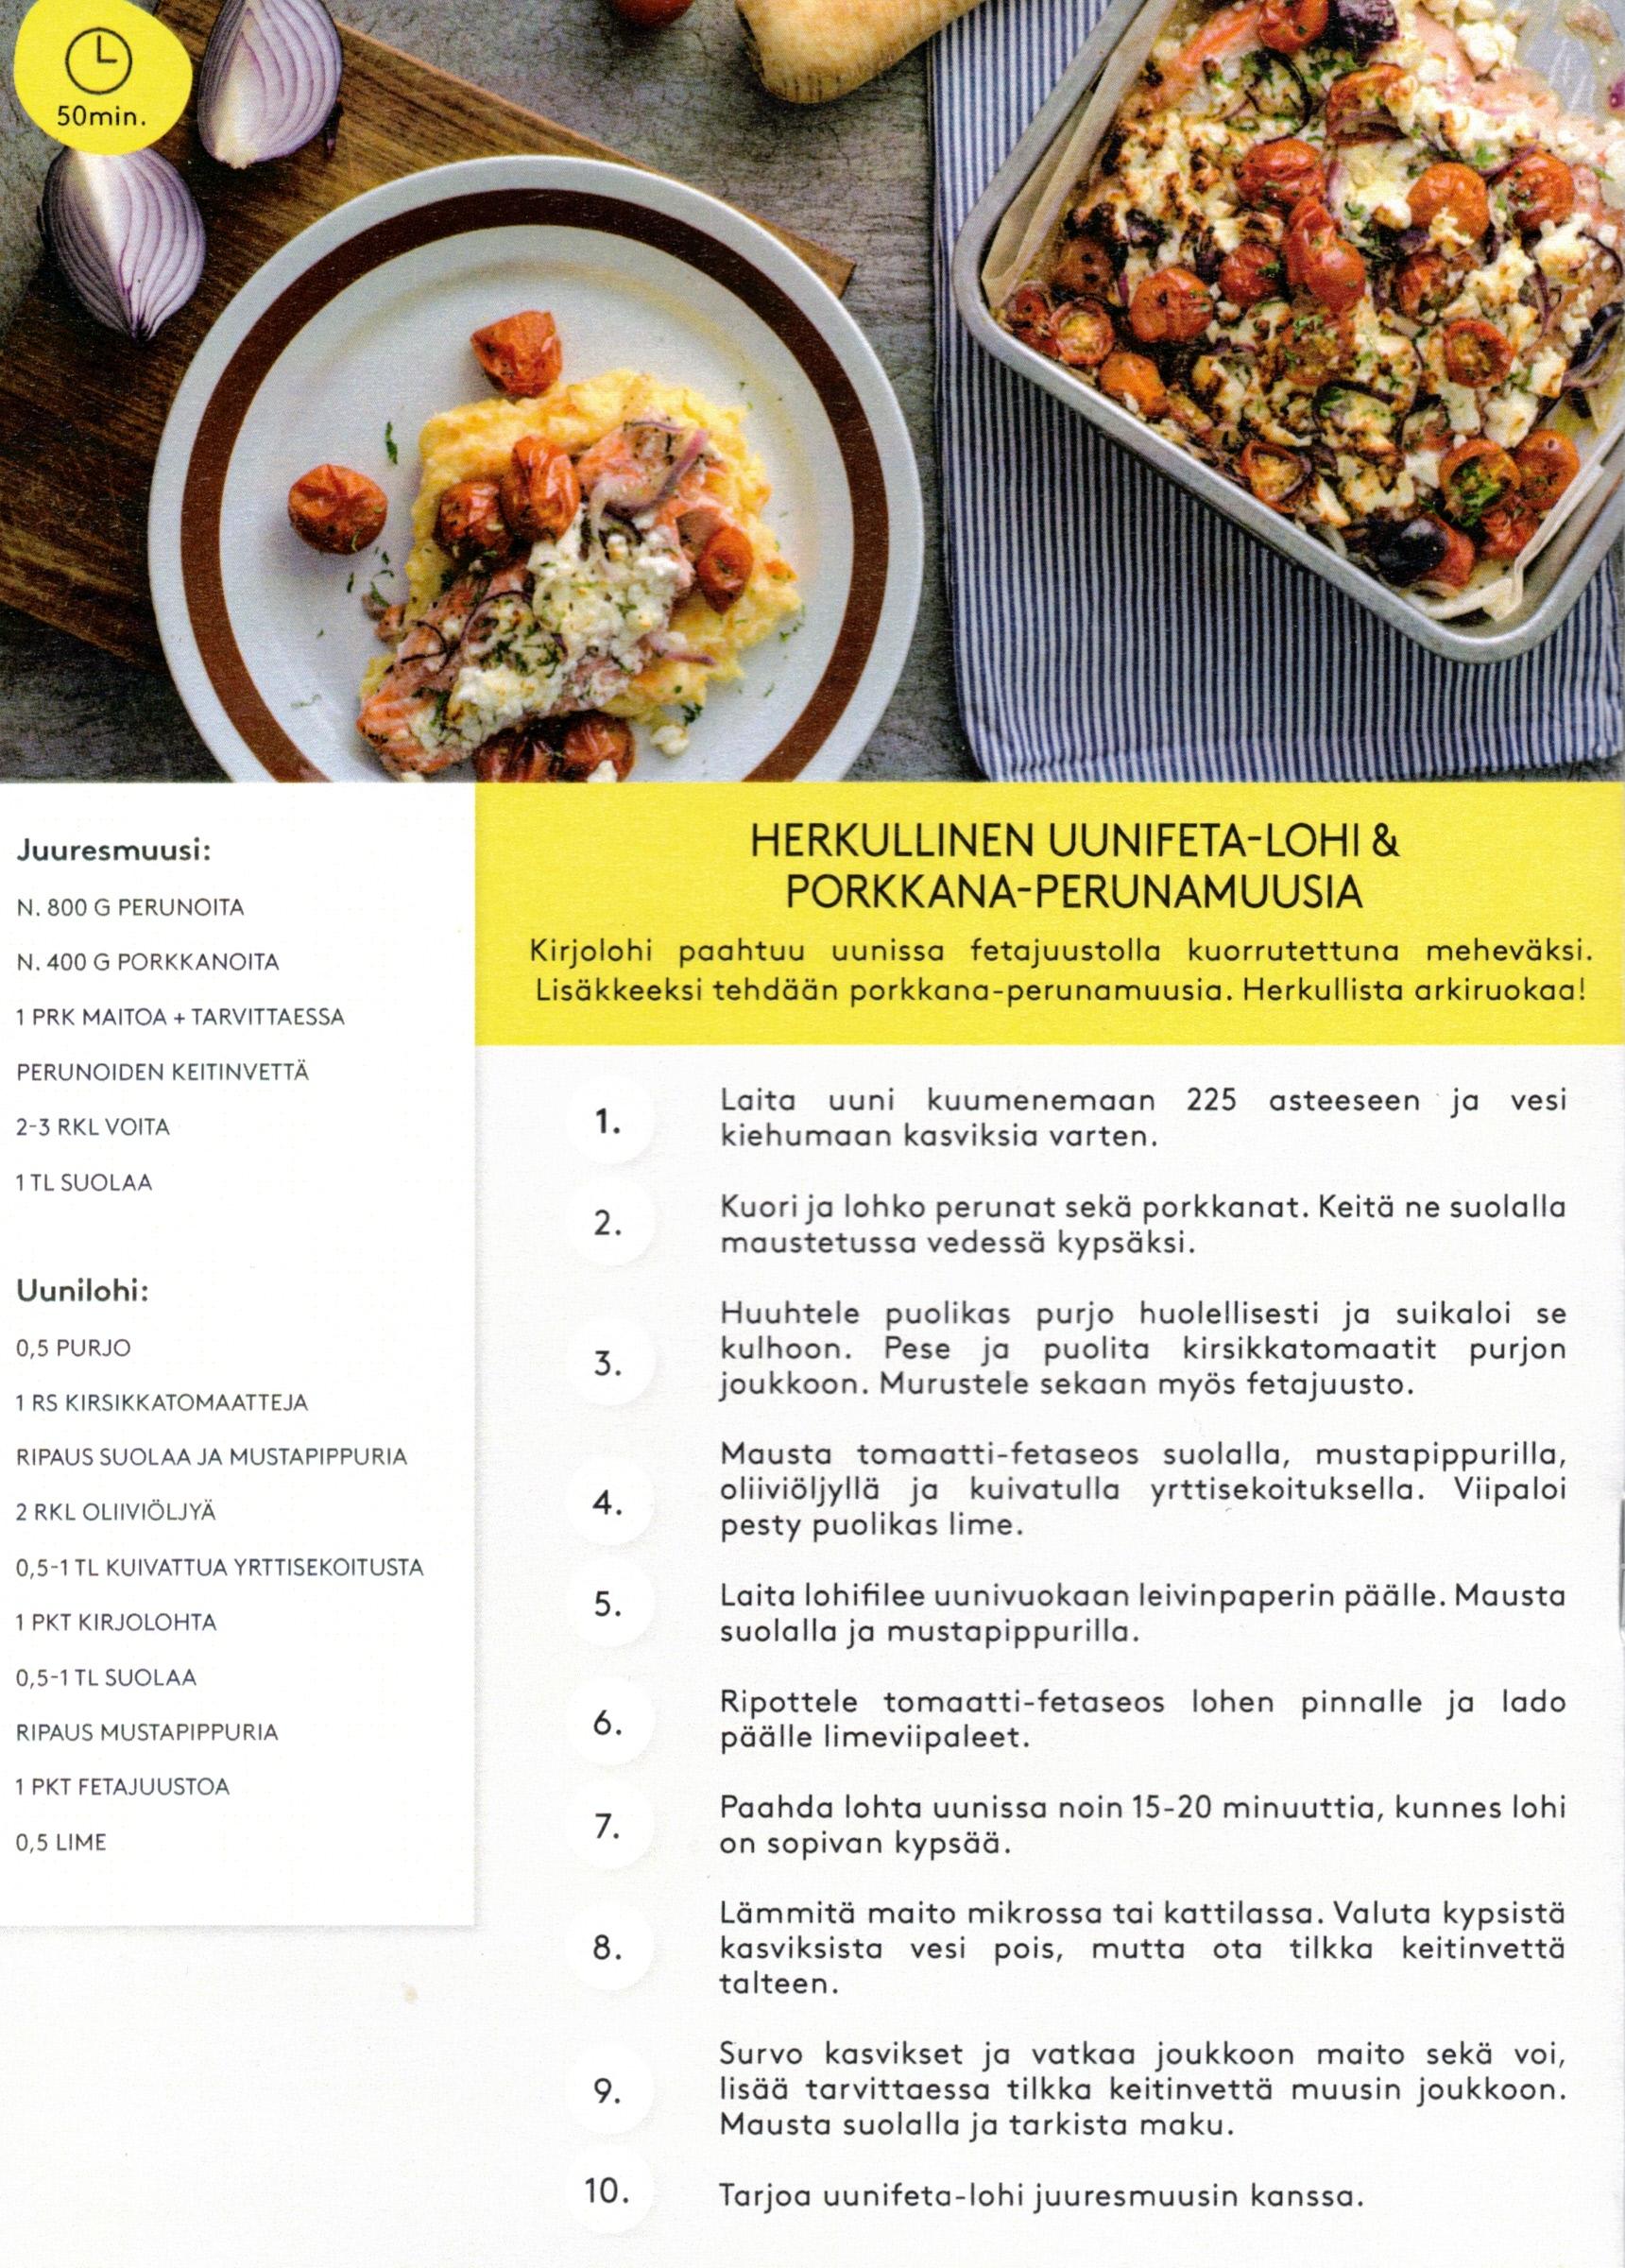 50min.
Juuresmuusi:
N. 800 G PERUNOITA
N. 400 G PORKKANOITA
1 PRK MAITOA + TARVITTAESSA
PERUNOIDEN KEITINVETTÄ
2-3 RKL VOITA
1 TL SUOLAA
Uunilohi:
0,5 PURJO
1 RS KIRSIKKATOMAATTEJA
RIPAUS SUOLAA JA MUSTAPIPPURIA
2 RKL OLIIVIÖLJYÄ
0,5-1 TL KUIVATTUA YRTTISEKOITUSTA
1 PKT KIRJOLOHTA
0,5-1 TL SUOLAA
RIPAUS MUSTAPIPPURIA
1 PKT FETAJUUSTOA
0,5 LIME
HERKULLINEN UUNIFETA-LOHI &
PORKKANA-PERUNAMUUSIA
Kirjolohi paahtuu uunissa fetajuustolla kuorrutettuna meheväksi.
Lisäkkeeksi tehdään porkkana-perunamuusia. Herkullista arkiruokaa!
1. Laita uuni kuumenemaan 225 asteeseen ja vesi
kiehumaan kasviksia varten.
2. Kuori ja lohko perunat sekä porkkanat. Keitä ne suolalla
maustetussa vedessä kypsäksi.
3. Huuhtele puolikas purjo huolellisesti ja suikaloi se
kulhoon. Pese ja puolita kirsikkatomaatit purjon
joukkoon. Murustele sekaan myös fetajuusto.
4. Mausta tomaatti-fetaseos suolalla, mustapippurilla,
oliiviöljyllä ja kuivatulla yrttisekoituksella. Viipaloi
pesty puolikas lime.
5. Laita lohifilee uunivuokaan leivinpaperin päälle. Mausta
suolalla ja mustapippurilla.
6. Ripottele tomaatti-fetaseos lohen pinnalle ja lado
päälle limeviipaleet.
7. Paahda lohta uunissa noin 15-20 minuuttia, kunnes lohi
on sopivan kypsää.
8. Lämmitä maito mikrossa tai kattilassa. Valuta kypsistä
kasviksista vesi pois, mutta ota tilkka keitinvettä
talteen.
9. Survo kasvikset ja vatkaa joukkoon maito sekä voi,
lisää tarvittaessa tilkka keitinvettä muusin joukkoon.
Mausta suolalla ja tarkista maku.
10. Tarjoa uunifeta-lohi juuresmuusin kanssa.